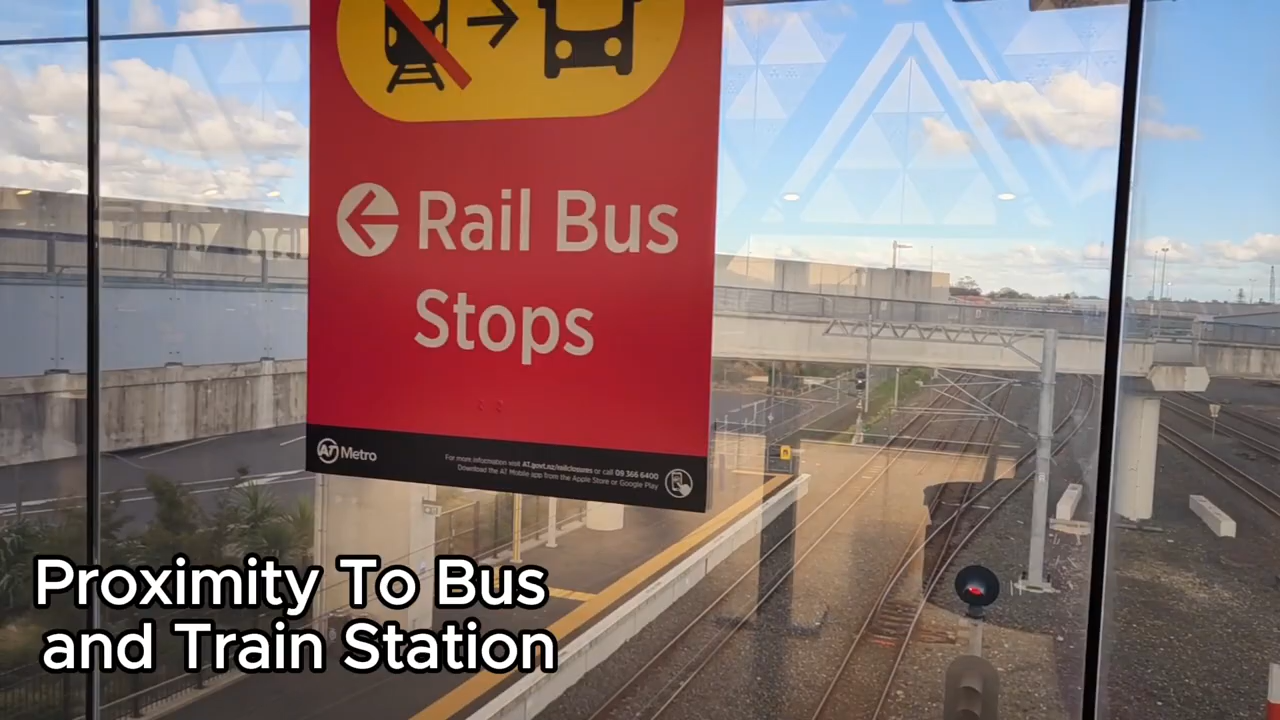 Rail Bus
Stops
AT Metro
For more information visit AT.govt.nz/railclosures or call 09 366 6400
Download the AT Mobile app from the Apple Store or Google Play
Proximity To Bus
and Train Station